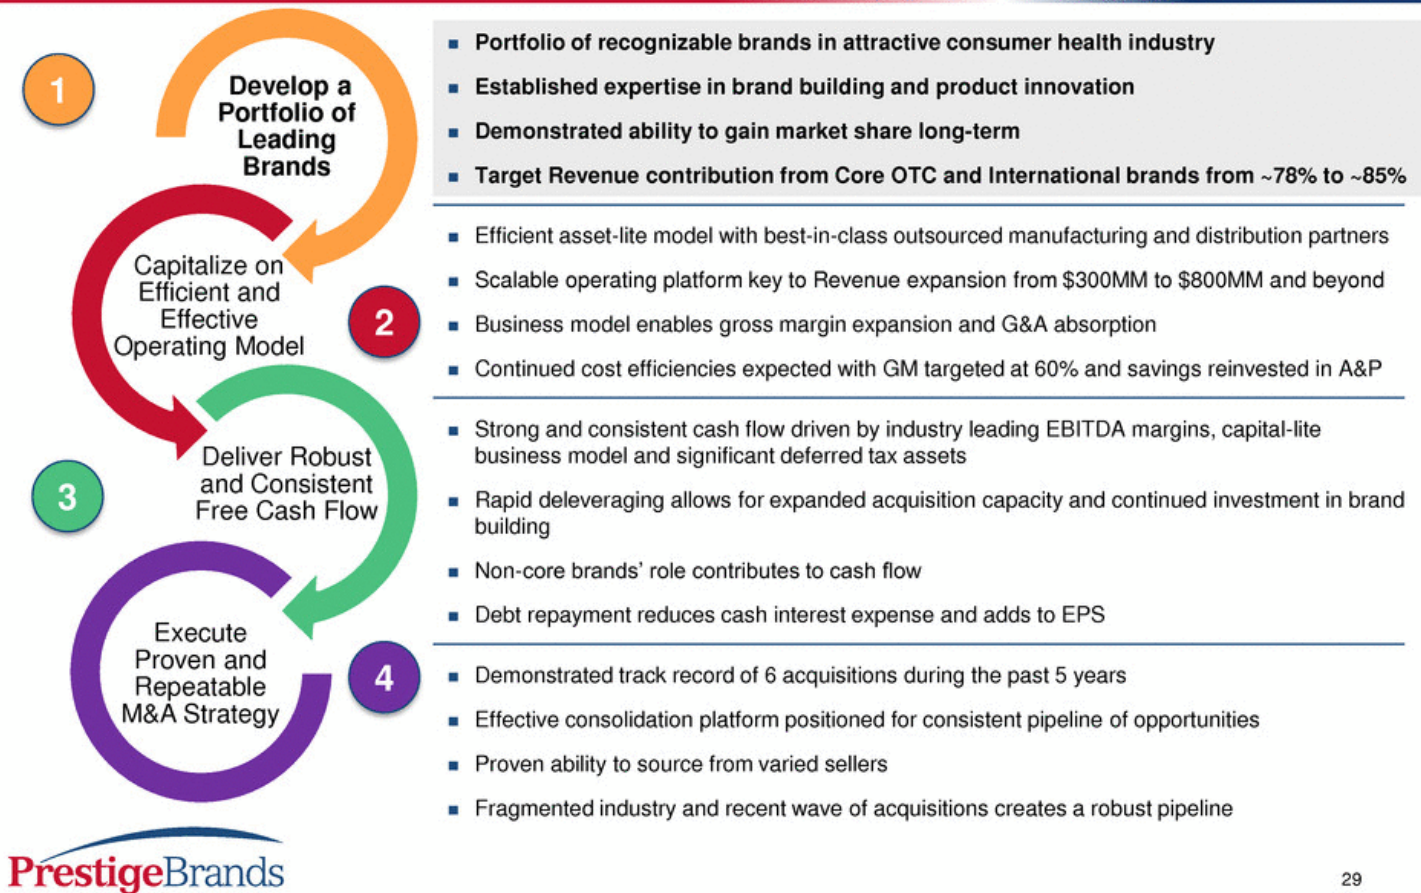 1
Develop a
Portfolio of
Leading
Brands
▪ Portfolio of recognizable brands in attractive consumer health industry
▪ Established expertise in brand building and product innovation
▪ Demonstrated ability to gain market share long-term
▪ Target Revenue contribution from Core OTC and International brands from ~78% to ~85%
Capitalize on
Efficient and
Effective
Operating Model
2
▪ Efficient asset-lite model with best-in-class outsourced manufacturing and distribution partners
▪ Scalable operating platform key to Revenue expansion from $300MM to $800MM and beyond
▪ Business model enables gross margin expansion and G&A absorption
▪ Continued cost efficiencies expected with GM targeted at 60% and savings reinvested in A&P
3
Deliver Robust
and Consistent
Free Cash Flow
▪ Strong and consistent cash flow driven by industry leading EBITDA margins, capital-lite
business model and significant deferred tax assets
▪ Rapid deleveraging allows for expanded acquisition capacity and continued investment in brand
building
▪ Non-core brands' role contributes to cash flow
▪ Debt repayment reduces cash interest expense and adds to EPS
Execute
Proven and
Repeatable
M&A Strategy
4
▪ Demonstrated track record of 6 acquisitions during the past 5 years
▪ Effective consolidation platform positioned for consistent pipeline of opportunities
▪ Proven ability to source from varied sellers
▪ Fragmented industry and recent wave of acquisitions creates a robust pipeline
PrestigeBrands
29